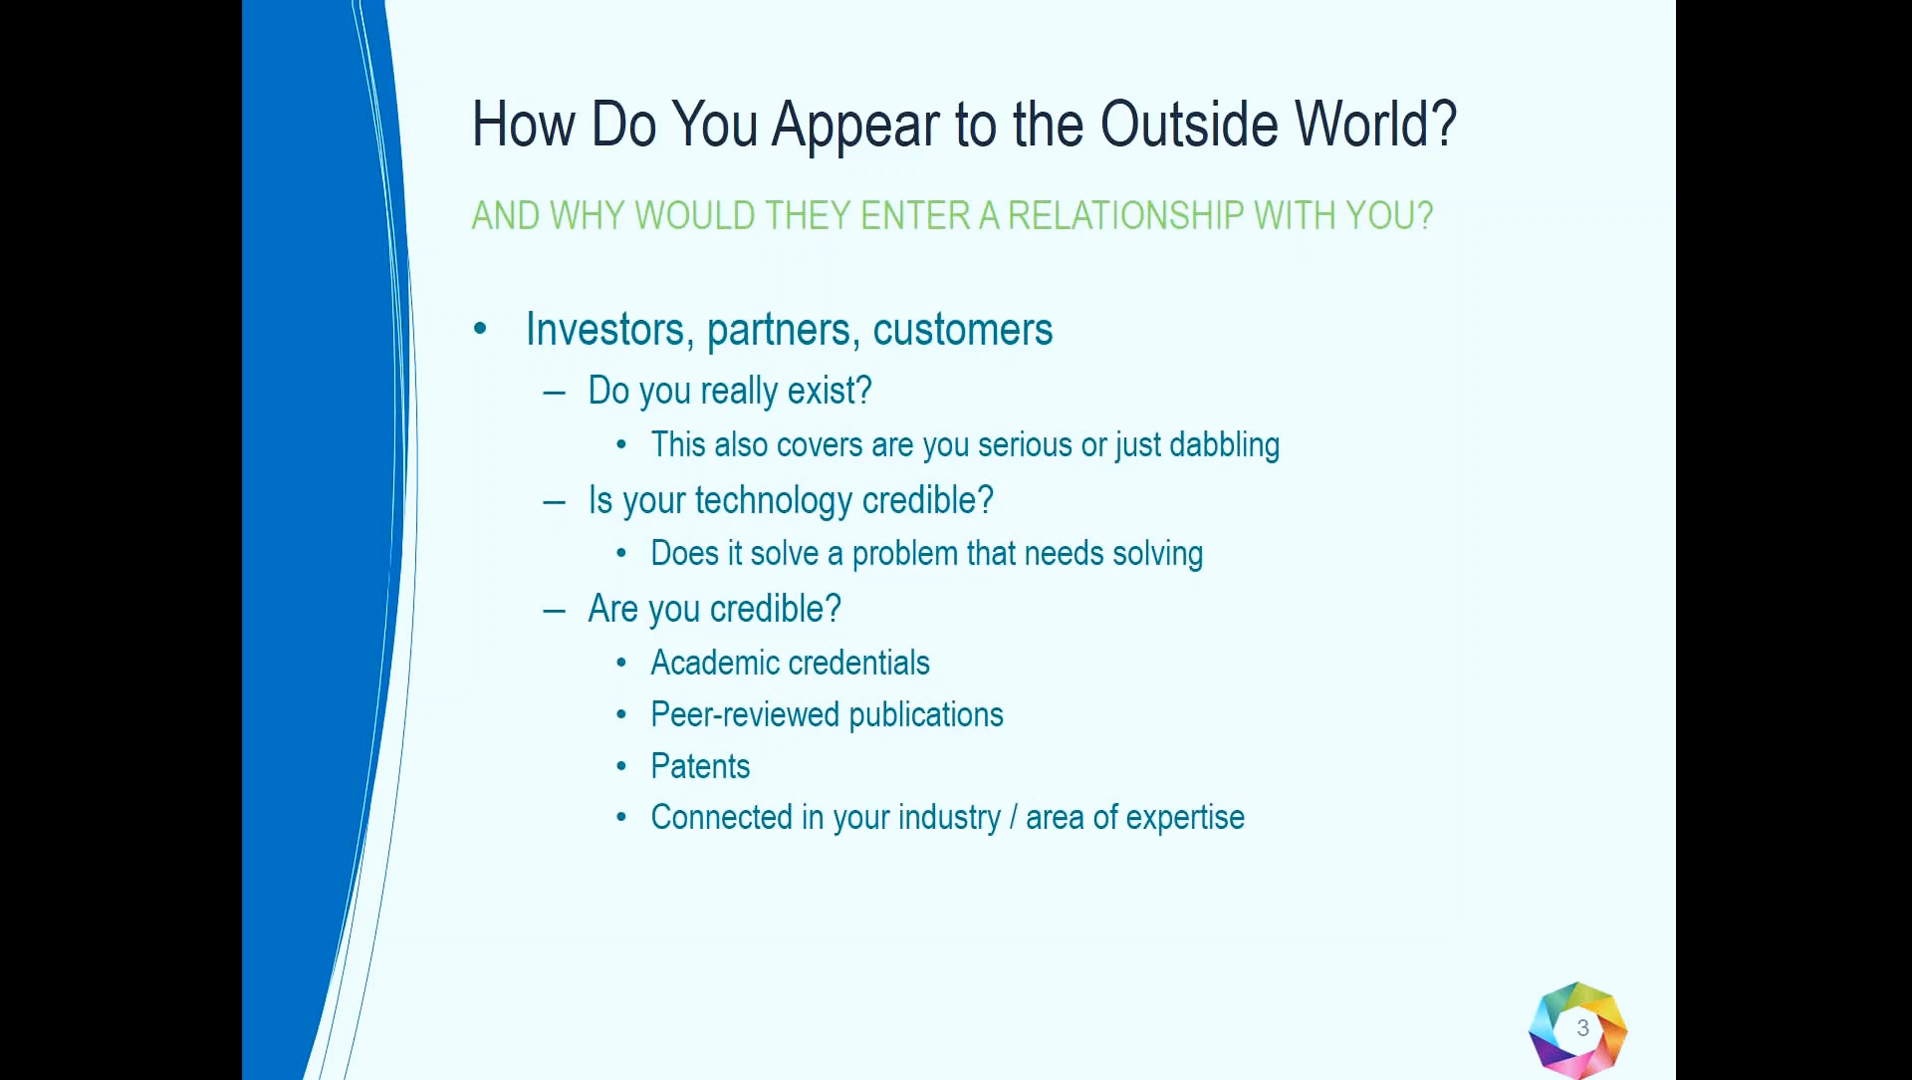 How Do You Appear to the Outside World?
AND WHY WOULD THEY ENTER A RELATIONSHIP WITH YOU?
• Investors, partners, customers
– Do you really exist?
• This also covers are you serious or just dabbling
– Is your technology credible?
• Does it solve a problem that needs solving
– Are you credible?
• Academic credentials
• Peer-reviewed publications
• Patents
• Connected in your industry / area of expertise
3